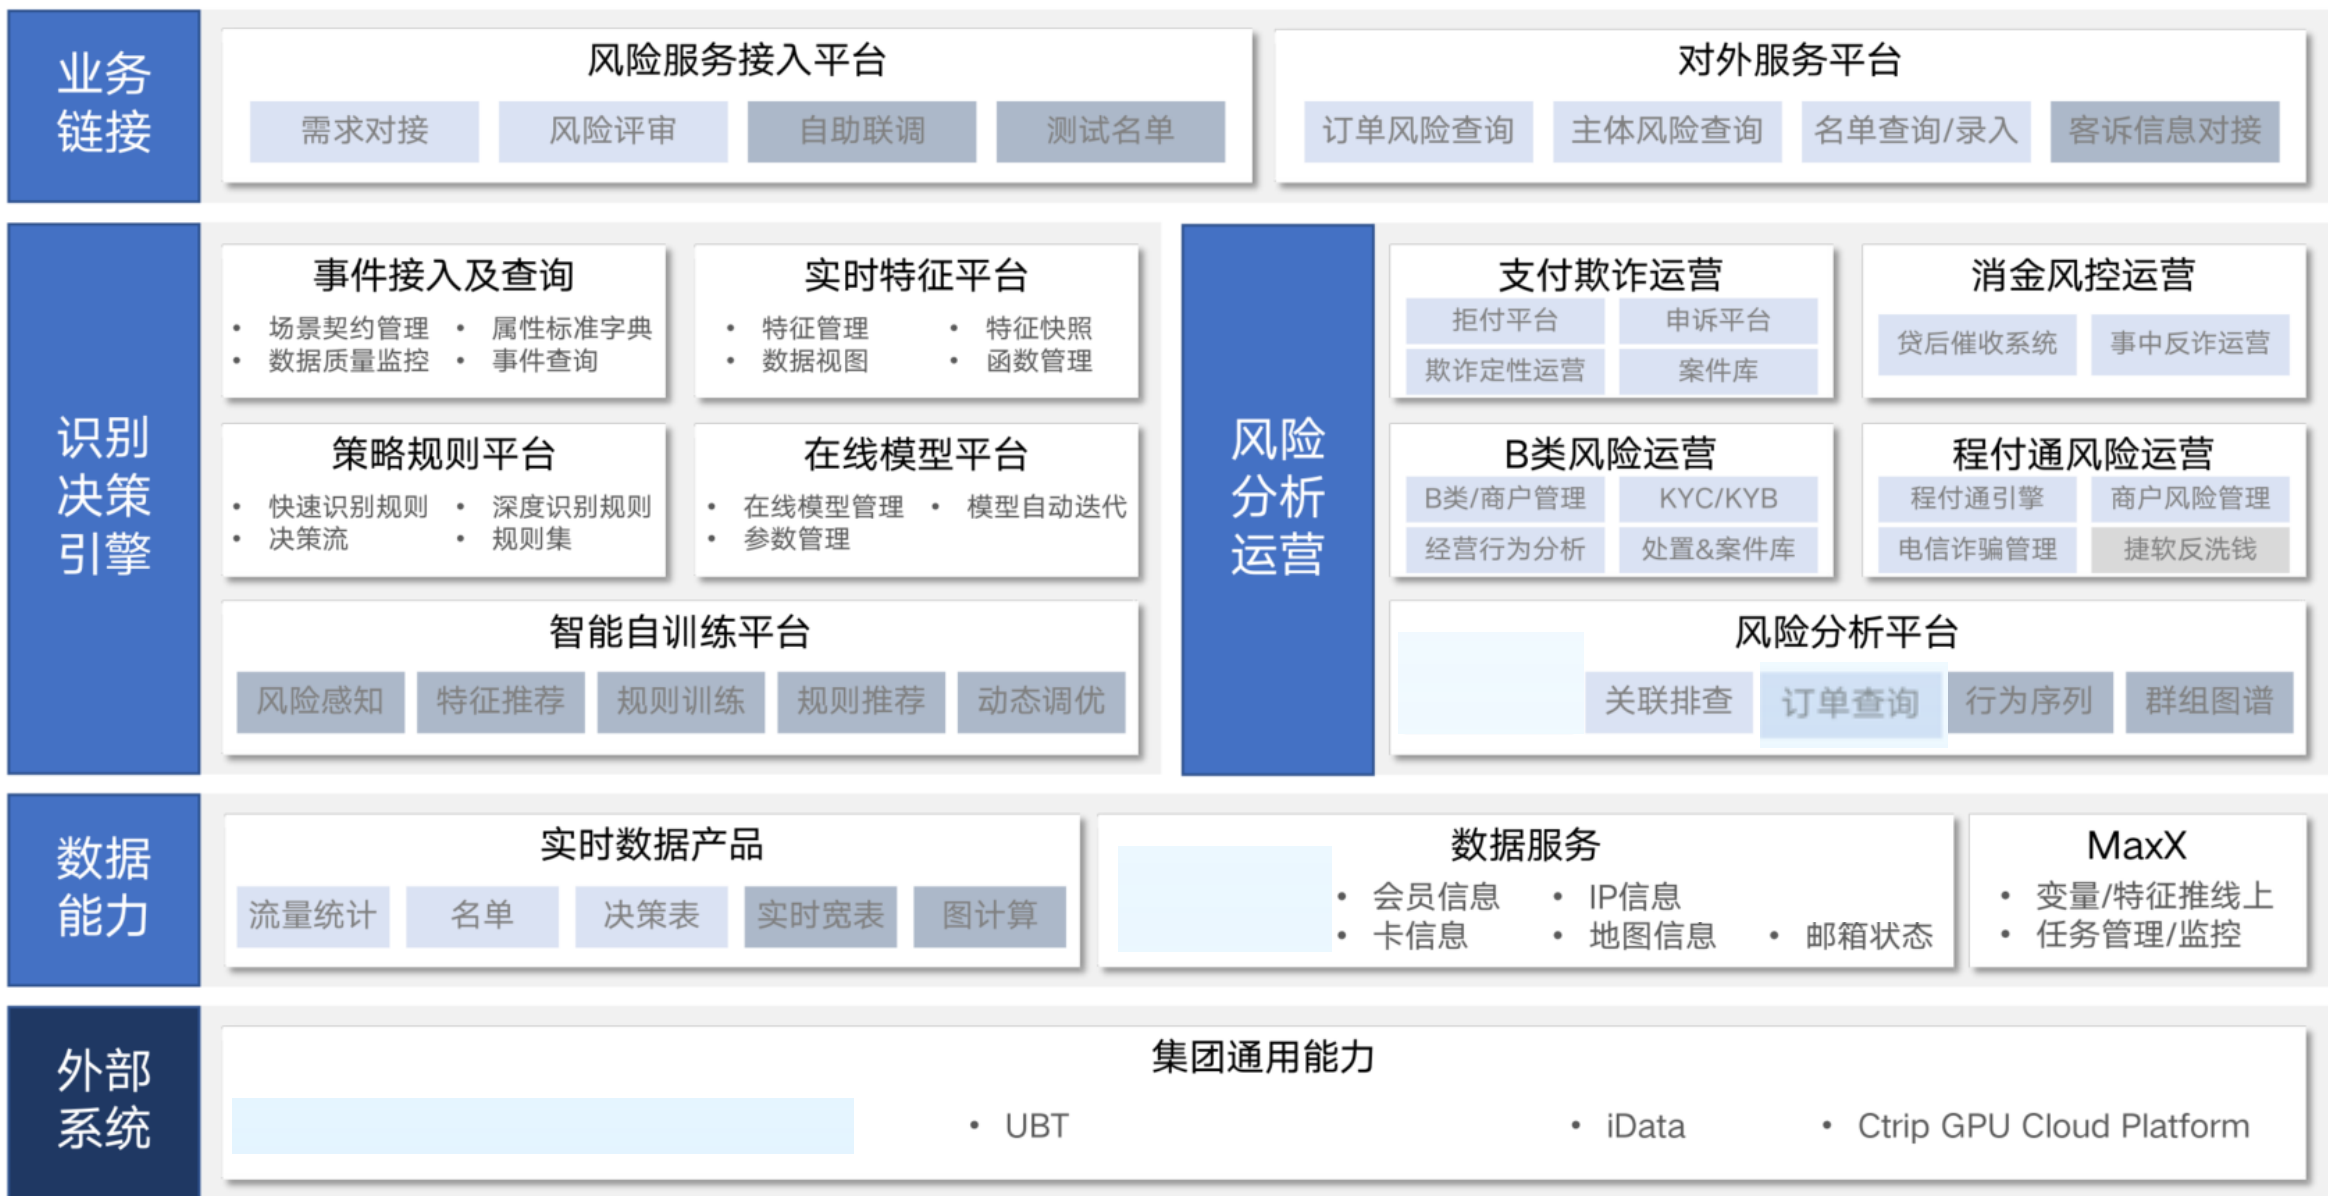 业务
链接
风险服务接入平台
需求对接 风险评审 自助联调 测试名单
对外服务平台
订单风险查询 主体风险查询 名单查询/录入 客诉信息对接
识别
决策
引擎
事件接入及查询
• 场景契约管理 • 属性标准字典
• 数据质量监控 • 事件查询
实时特征平台
• 特征管理 • 特征快照
• 数据视图 • 函数管理
策略规则平台
• 快速识别规则 • 深度识别规则
• 决策流 • 规则集
在线模型平台
• 在线模型管理 • 模型自动迭代
• 参数管理
智能自训练平台
风险感知 特征推荐 规则训练 规则推荐 动态调优
风险
分析
运营
支付欺诈运营
拒付平台 申诉平台
欺诈定性运营 案件库
消金风控运营
贷后催收系统 事中反诈运营
B类风险运营
B类/商户管理 KYC/KYB
经营行为分析 处置&案件库
程付通风险运营
程付通引擎 商户风险管理
电信诈骗管理 捷软反洗钱
风险分析平台
关联排查 订单查询 行为序列 群组图谱
数据
能力
实时数据产品
流量统计 名单 决策表 实时宽表 图计算
数据服务
• 会员信息 • IP信息
• 卡信息 • 地图信息 • 邮箱状态
MaxX
• 变量/特征推线上
• 任务管理/监控
外部
系统
集团通用能力
• UBT • iData • Ctrip GPU Cloud Platform